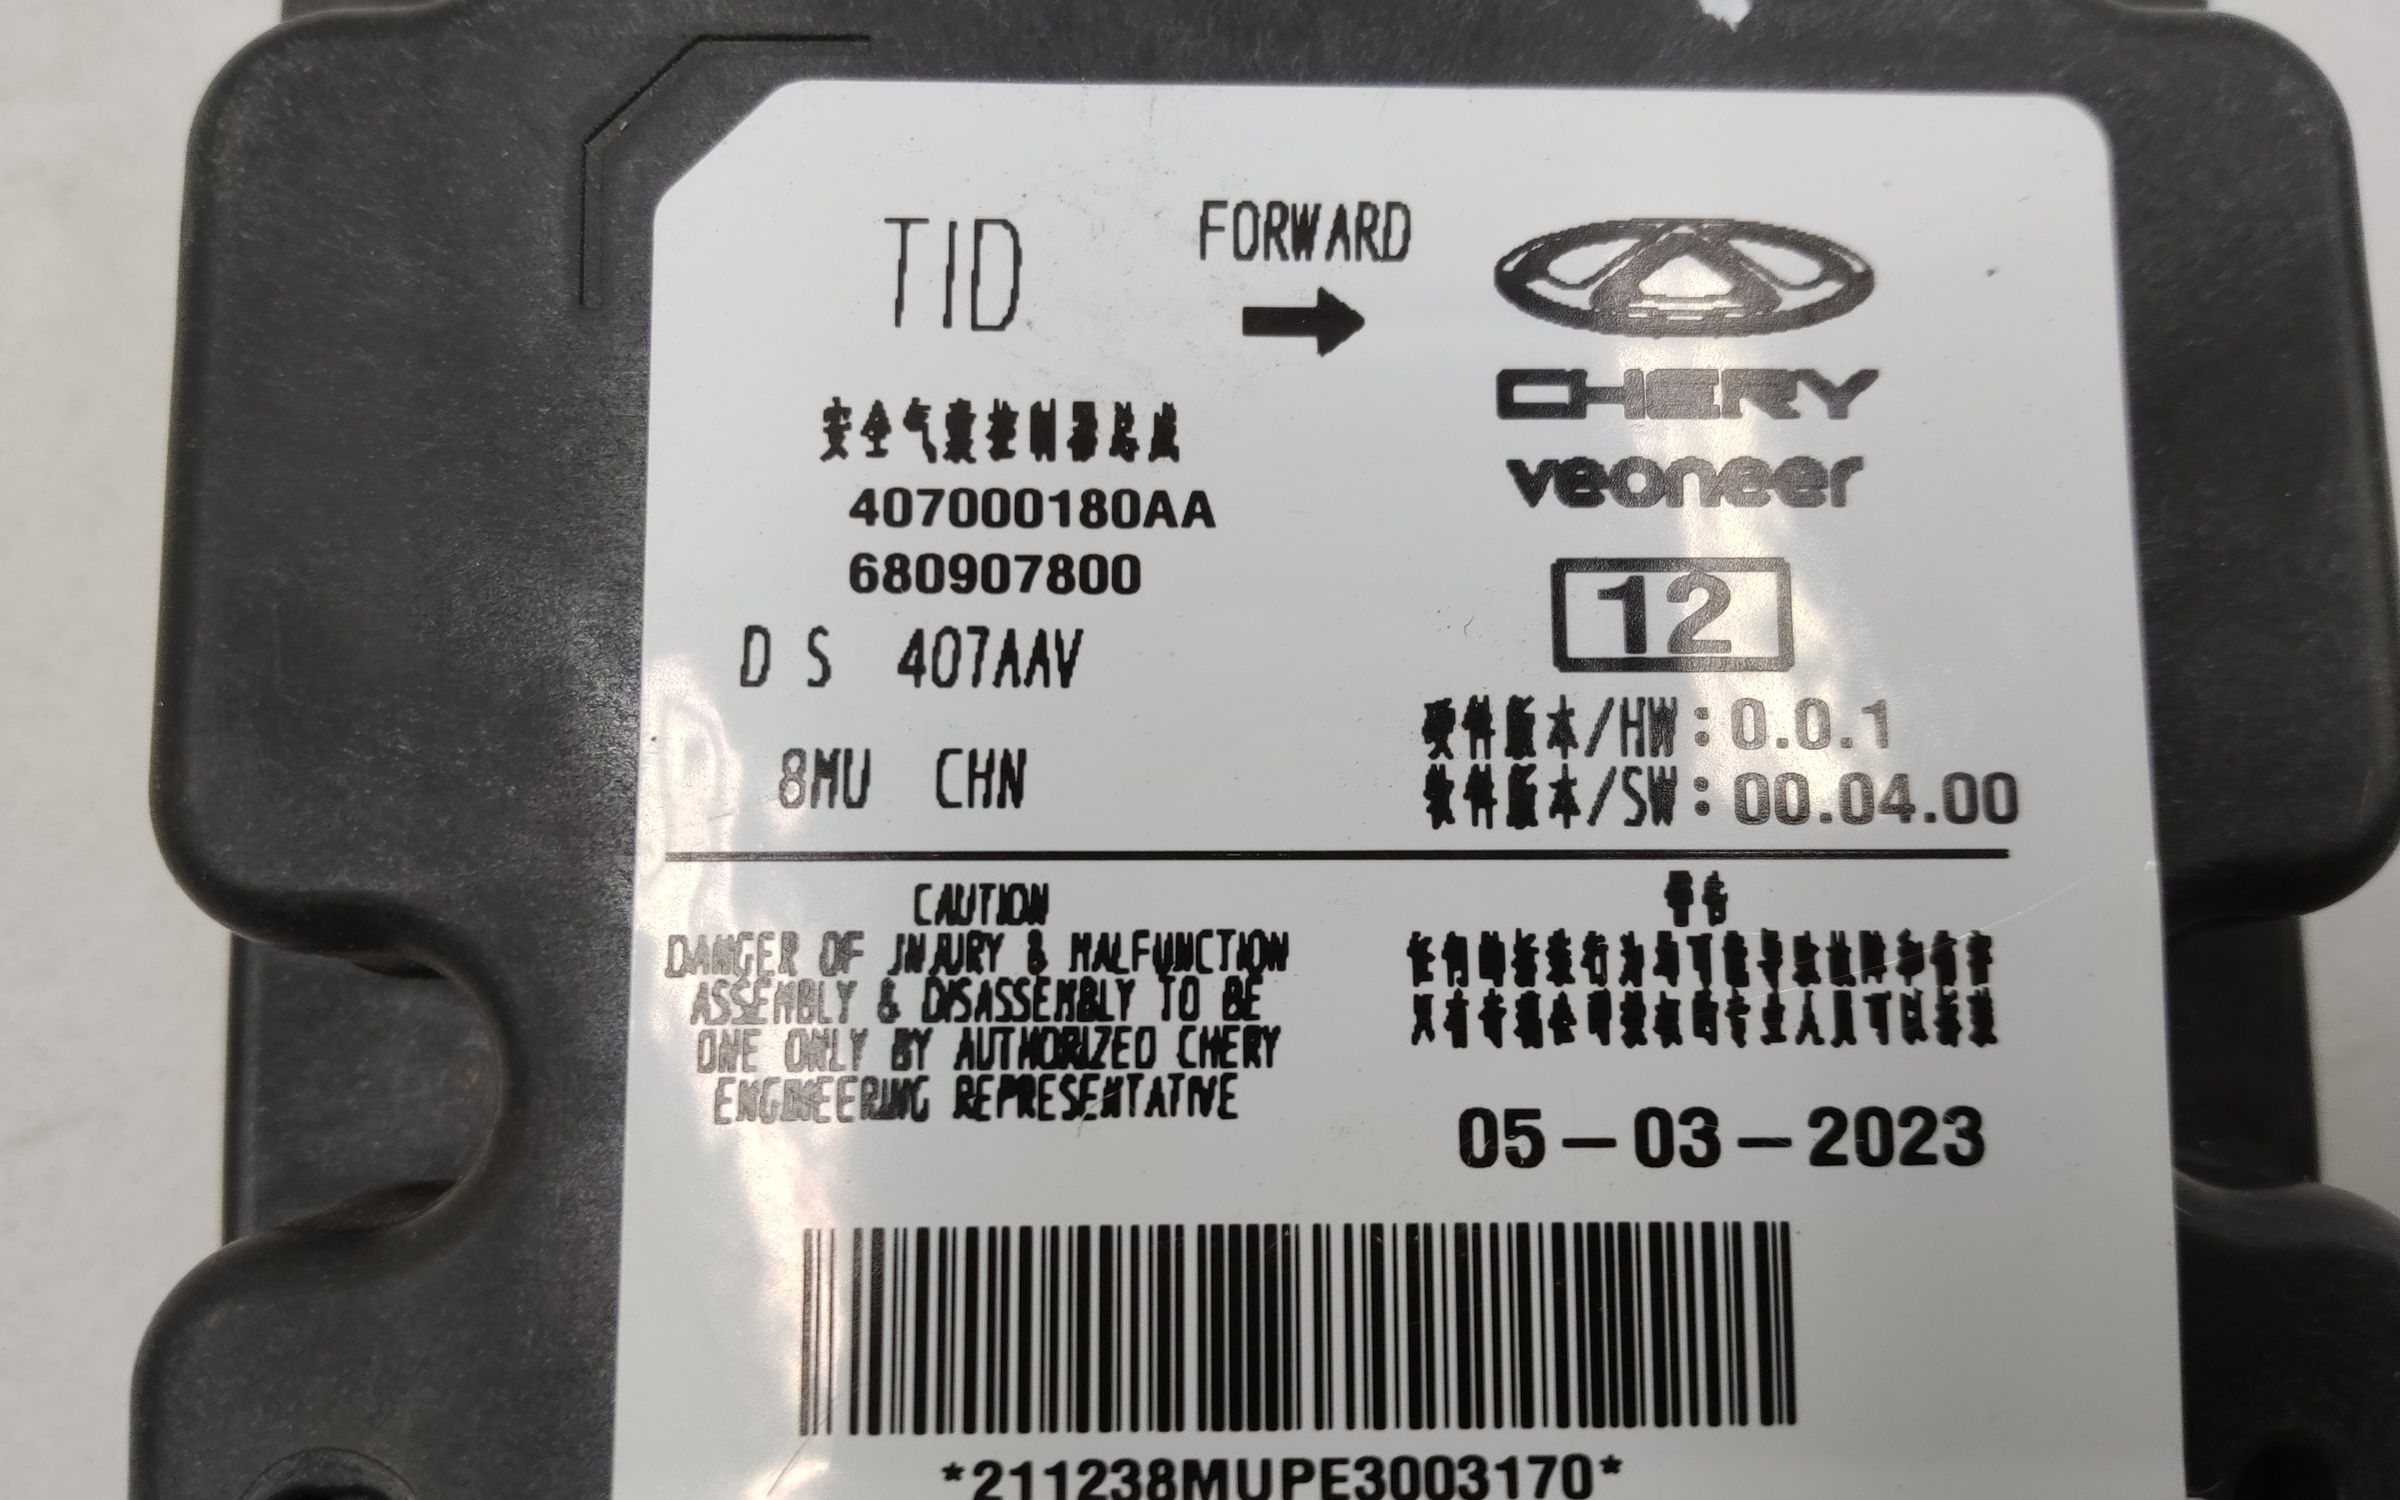 TID
FORWARD
CHERY
veoneer
安全气囊控制器总成
407000180AA
680907800
12
D S 407AAV
硬件版本/HW:0.0.1
8MU CHN
软件版本/SW:00.04.00
CAUTION
DANGER OF INJURY & MALFUNCTION
ASSEMBLY & DISASSEMBLY TO BE
ONE ONLY BY AUTHORIZED CHERY
ENGINEERING REPRESENTATIVE
警告
05-03-2023
*211238MUPE3003170*